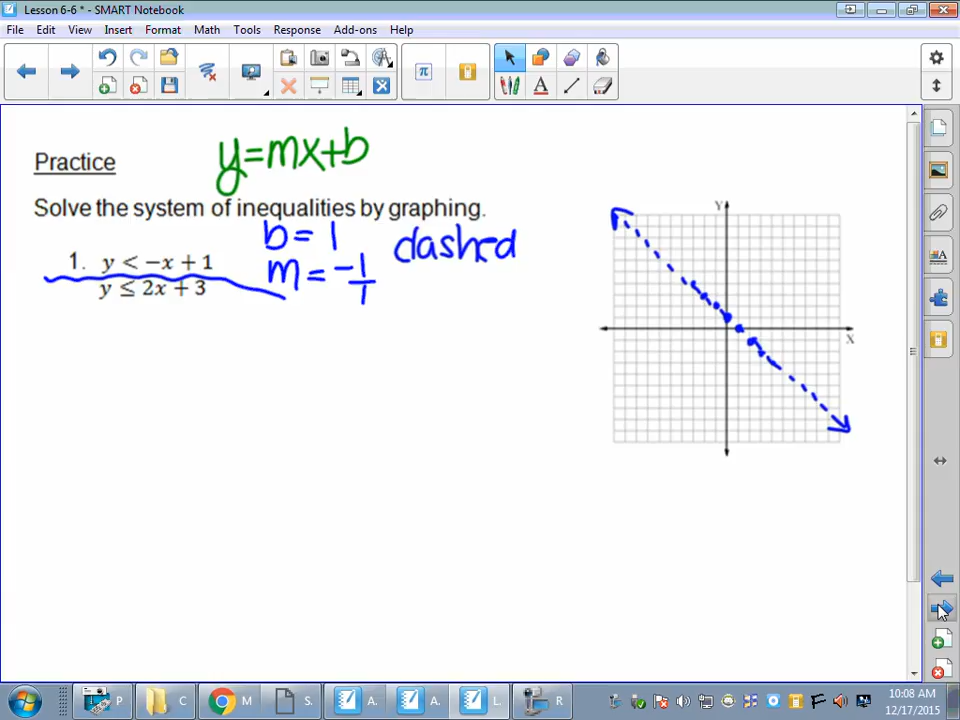 Lesson 6-6 * - SMART Notebook
File Edit View Insert Format Math Tools Response Add-ons Help
π
A
Practice
y=mx+b
Solve the system of inequalities by graphing.
b = 1
dashed
1. y < −x + 1
m = −1/1
y ≤ 2x + 3
Y
X
P C M S. A. A. L. R
10:08 AM
12/17/2015